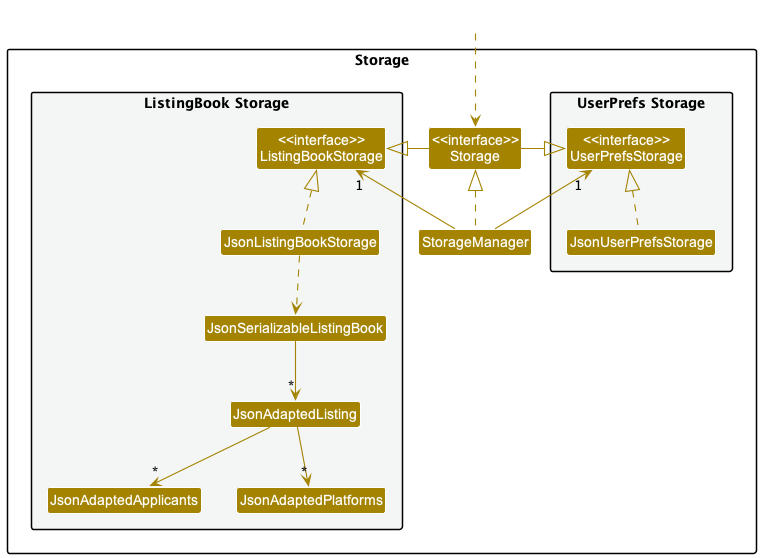 Storage
ListingBook Storage
UserPrefs Storage
<<interface>>
ListingBookStorage
<<interface>>
Storage
<<interface>>
UserPrefsStorage
1
1
JsonListingBookStorage
StorageManager
JsonUserPrefsStorage
JsonSerializableListingBook
*
JsonAdaptedListing
*
*
JsonAdaptedApplicants
JsonAdaptedPlatforms